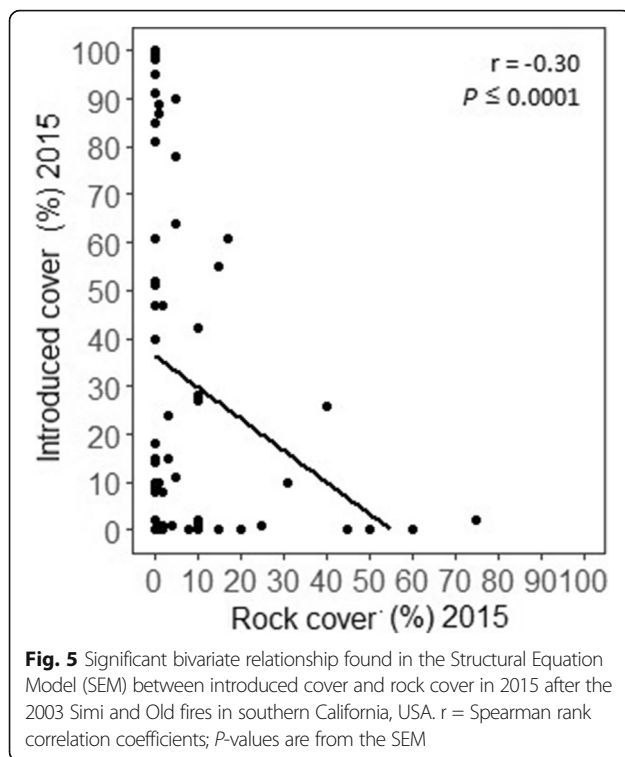 r = -0.30
P ≤ 0.0001
Introduced cover (%) 2015
100
90
80
70
60
50
40
30
20
10
0
0 10 20 30 40 50 60 70 80 90 100
Rock cover (%) 2015
Fig. 5 Significant bivariate relationship found in the Structural Equation
Model (SEM) between introduced cover and rock cover in 2015 after the
2003 Simi and Old fires in southern California, USA. r = Spearman rank
correlation coefficients; P-values are from the SEM